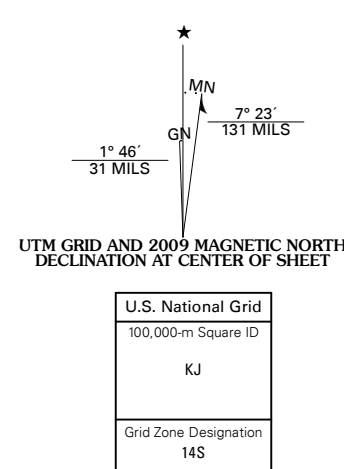 ★
MN
7° 23´
131 MILS
GN
1° 46´
31 MILS
UTM GRID AND 2009 MAGNETIC NORTH
DECLINATION AT CENTER OF SHEET
U.S. National Grid
100,000-m Square ID
KJ
Grid Zone Designation
14S